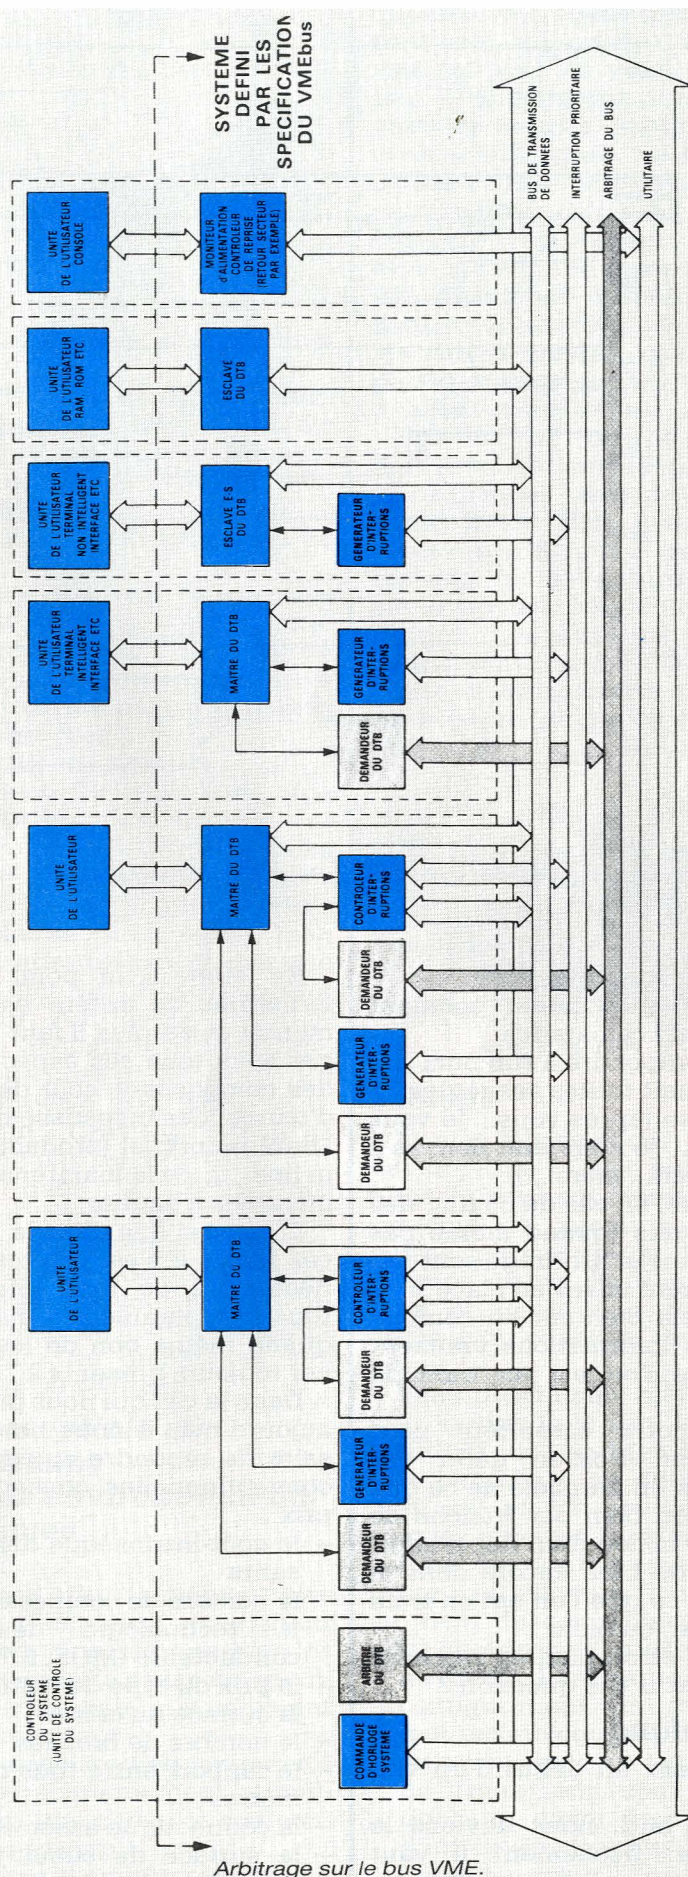 SYSTEME
DEFINI
PAR LES
SPECIFICATION
DU VMEbus
BUS DE TRANSMISSION
DE DONNEES
INTERRUPTION PRIORITAIRE
ARBITRAGE DU BUS
UTILITAIRE
UNITE
DE L'UTILISATEUR
CONSOLE
MONITEUR
d'ALIMENTATION
CONTROLEUR
DE REPRISE
(RETOUR SECTEUR
PAR EXEMPLE)
UNITE
DE L'UTILISATEUR
RAM ROM ETC
ESCLAVE
DU DTB
UNITE
DE L'UTILISATEUR
TERMINAL
NON INTELLIGENT
INTERFACE ETC
ESCLAVE E-S
DU DTB
GENERATEUR
D'INTER-
RUPTIONS
UNITE
DE L'UTILISATEUR
TERMINAL
INTELLIGENT
INTERFACE ETC
MAITRE DU DTB
GENERATEUR
D'INTER-
RUPTIONS
DEMANDEUR
DU DTB
UNITE
DE L'UTILISATEUR
MAITRE DU DTB
CONTROLEUR
D'INTER-
RUPTIONS
DEMANDEUR
DU DTB
GENERATEUR
D'INTER-
RUPTIONS
DEMANDEUR
DU DTB
UNITE
DE L'UTILISATEUR
MAITRE DU DTB
CONTROLEUR
D'INTER-
RUPTIONS
DEMANDEUR
DU DTB
GENERATEUR
D'INTER-
RUPTIONS
DEMANDEUR
DU DTB
CONTROLEUR
DU SYSTEME
(UNITE DE CONTROLE
DU SYSTEME)
ARBITRE
DU DTB
COMMANDE
D'HORLOGE
SYSTEME
Arbitrage sur le bus VME.